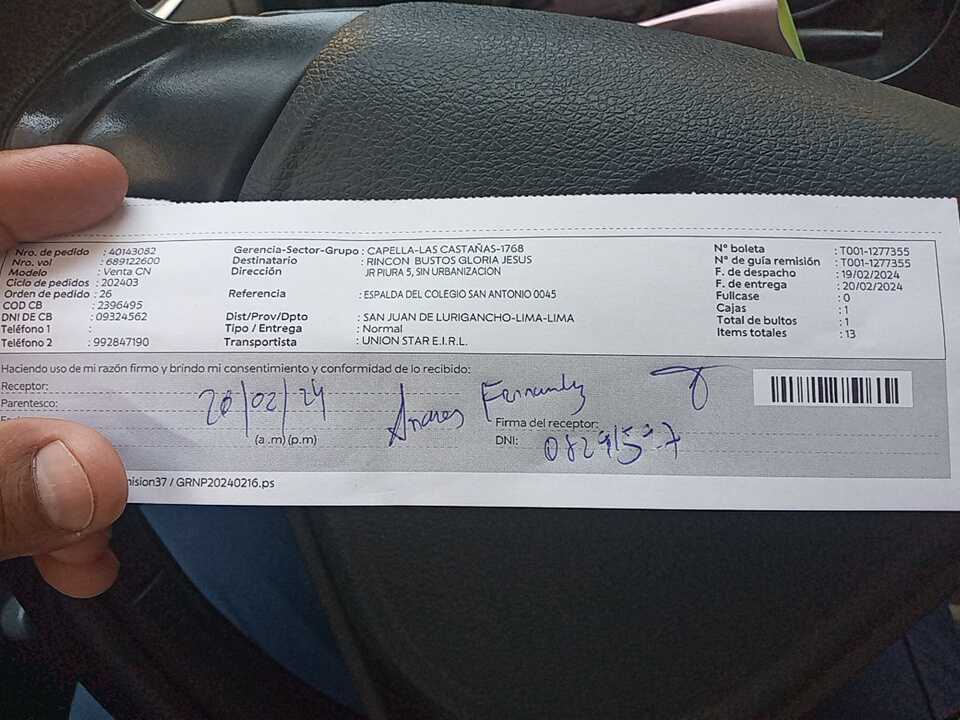 Nro. de pedido : 40143082
Nro. vol : 689122600
Modelo : Venta CN
Ciclo de pedidos : 202403
Orden de pedido : 26
COD CB : 2396495
DNI DE CB : 09324562
Teléfono 1 :
Teléfono 2 : 992847190
Gerencia-Sector-Grupo : CAPELLA-LAS CASTAÑAS-1768
Destinatario : RINCON BUSTOS GLORIA JESUS
Dirección JR PIURA 5, SIN URBANIZACION
Referencia : ESPALDA DEL COLEGIO SAN ANTONIO 0045
Dist/Prov/Dpto : SAN JUAN DE LURIGANCHO-LIMA-LIMA
Tipo / Entrega : Normal
Transportista : UNION STAR E.I.R.L.
N° boleta : T001-1277355
N° de guía remisión : T001-1277355
F. de despacho : 19/02/2024
F. de entrega : 20/02/2024
Fullcase : 0
Cajas : 1
Total de bultos : 1
Items totales : 13
Haciendo uso de mi razón firmo y brindo mi consentimiento y conformidad de lo recibido:
Receptor:
Parentesco:
20/02/24
(a .m) (p.m)
Fernandez
Firma del receptor:
DNI:
ision37 / GRNP20240216.ps